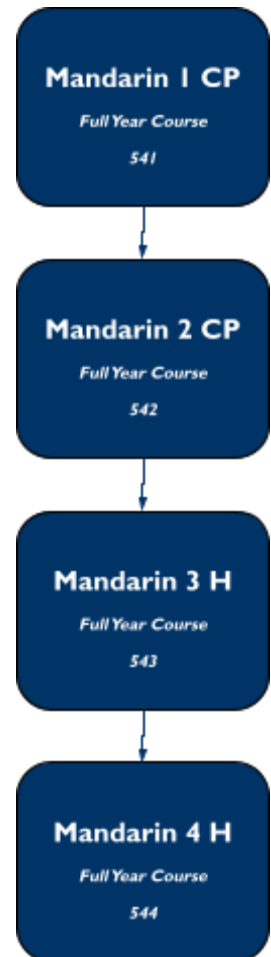 Mandarin 1 CP
Full Year Course
541
Mandarin 2 CP
Full Year Course
542
Mandarin 3 H
Full Year Course
543
Mandarin 4 H
Full Year Course
544